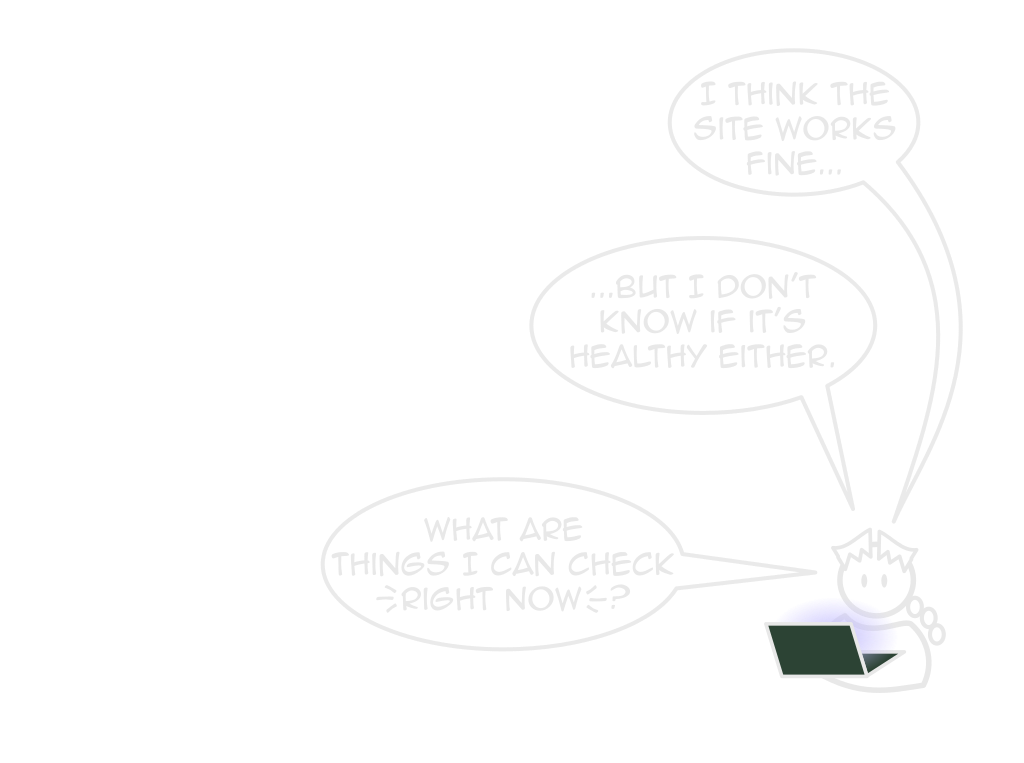 I THINK THE
SITE WORKS
FINE...
...BUT I DON'T
KNOW IF IT'S
HEALTHY EITHER.
WHAT ARE
THINGS I CAN CHECK
RIGHT NOW?